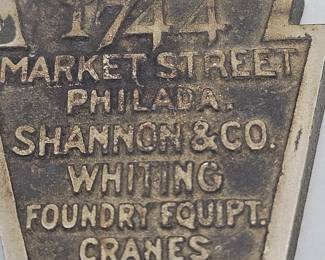 1744
MARKET STREET
PHILADA.
SHANNON & CO.
WHITING
FOUNDRY EQUIPT.
CRANES